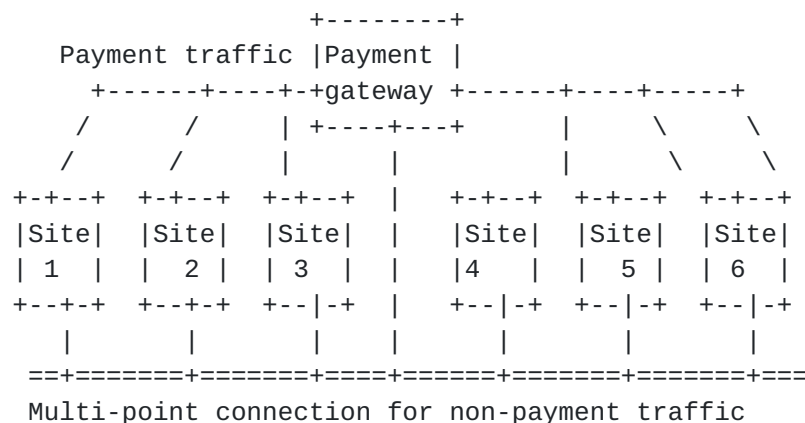 Payment traffic Payment
gateway
Site Site Site Site Site Site
1 2 3 4 5 6
Multi-point connection for non-payment traffic